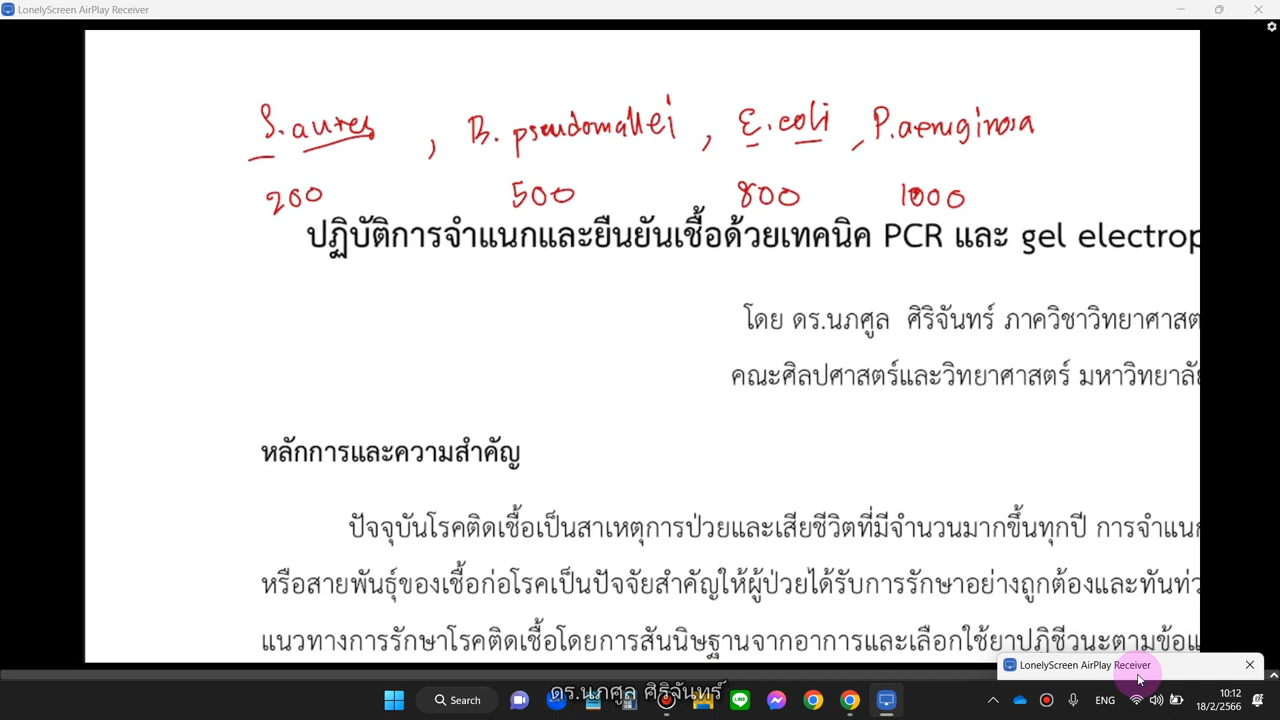 LonelyScreen AirPlay Receiver
S. aures , B. pseudomallei , E. coli , P. aeruginosa
200 500 800 1000
ปฏิบัติการจำแนกและยืนยันเชื้อด้วยเทคนิค PCR และ gel electrop
โดย ดร.นภศูล ศิริจันทร์ ภาควิชาวิทยาศาสต
คณะศิลปศาสตร์และวิทยาศาสตร์ มหาวิทยาลัย
หลักการและความสำคัญ
ปัจจุบันโรคติดเชื้อเป็นสาเหตุการป่วยและเสียชีวิตที่มีจำนวนมากขึ้นทุกปี การจำแนก
หรือสายพันธุ์ของเชื้อก่อโรคเป็นปัจจัยสำคัญให้ผู้ป่วยได้รับการรักษาอย่างถูกต้องและทันท่ว
แนวทางการรักษาโรคติดเชื้อโดยการสันนิษฐานจากอาการและเลือกใช้ยาปฏิชีวนะตามข้อแ
LonelyScreen AirPlay Receiver
ดร.นภศูล ศิริจันทร์
Search ENG 10:12
18/2/2566